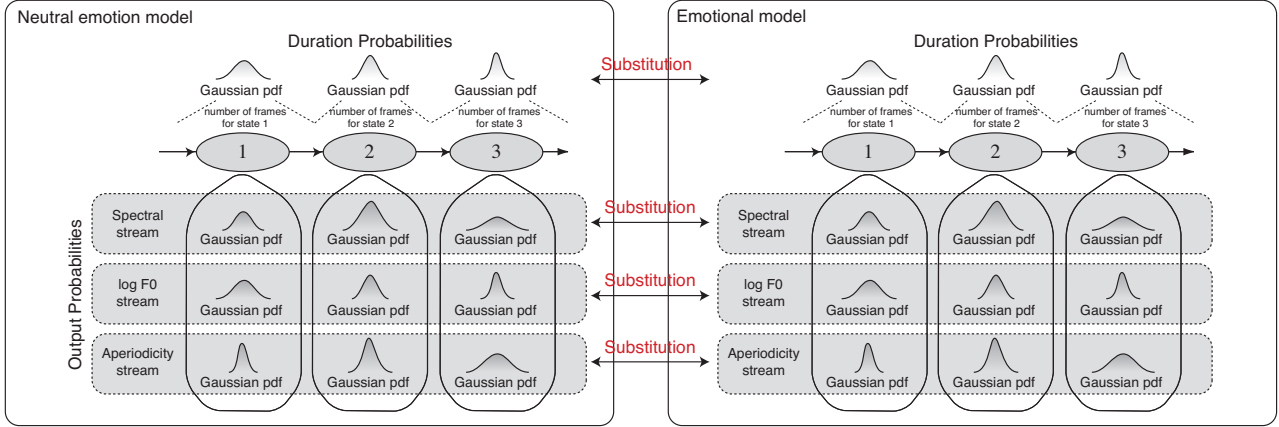 Neutral emotion model
Duration Probabilities
Gaussian pdf Gaussian pdf Gaussian pdf
number of frames for state 1
number of frames for state 2
number of frames for state 3
1 2 3
Output Probabilities
Spectral stream
Gaussian pdf Gaussian pdf Gaussian pdf
log F0 stream
Gaussian pdf Gaussian pdf Gaussian pdf
Aperiodicity stream
Gaussian pdf Gaussian pdf Gaussian pdf
Substitution
Substitution
Substitution
Substitution
Emotional model
Duration Probabilities
Gaussian pdf Gaussian pdf Gaussian pdf
number of frames for state 1
number of frames for state 2
number of frames for state 3
1 2 3
Spectral stream
Gaussian pdf Gaussian pdf Gaussian pdf
log F0 stream
Gaussian pdf Gaussian pdf Gaussian pdf
Aperiodicity stream
Gaussian pdf Gaussian pdf Gaussian pdf